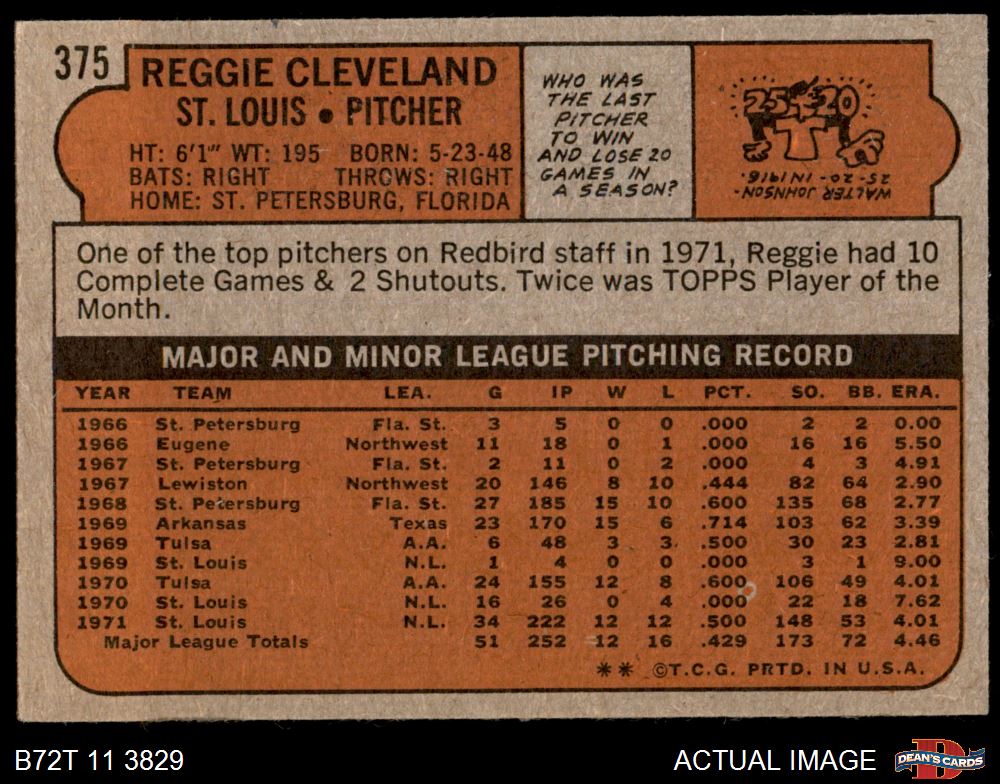 375
REGGIE CLEVELAND
ST. LOUIS • PITCHER
HT: 6'1" WT: 195 BORN: 5-23-48
BATS: RIGHT THROWS: RIGHT
HOME: ST. PETERSBURG, FLORIDA
WHO WAS
THE LAST
PITCHER
TO WIN
AND LOSE 20
GAMES IN
A SEASON?
WALTER JOHNSON-
25-20- IN 1916.
25 20
One of the top pitchers on Redbird staff in 1971, Reggie had 10
Complete Games & 2 Shutouts. Twice was TOPPS Player of the
Month.
MAJOR AND MINOR LEAGUE PITCHING RECORD
YEAR TEAM LEA. G IP W L PCT. SO. BB. ERA.
1966 St. Petersburg Fla. St. 3 5 0 0 .000 2 2 0.00
1966 Eugene Northwest 11 18 0 1 .000 16 16 5.50
1967 St. Petersburg Fla. St. 2 11 0 2 .000 4 3 4.91
1967 Lewiston Northwest 20 146 8 10 .444 82 64 2.90
1968 St. Petersburg Fla. St. 27 185 15 10 .600 135 68 2.77
1969 Arkansas Texas 23 170 15 6 .714 103 62 3.39
1969 Tulsa A.A. 6 48 3 3 .500 30 23 2.81
1969 St. Louis N.L. 1 4 0 0 .000 3 1 9.00
1970 Tulsa A.A. 24 155 12 8 .600 106 49 4.01
1970 St. Louis N.L. 16 26 0 4 .000 22 18 7.62
1971 St. Louis N.L. 34 222 12 12 .500 148 53 4.01
Major League Totals 51 252 12 16 .429 173 72 4.46
** ©T.C.G. PRTD. IN U.S.A.
B72T 11 3829
ACTUAL IMAGE
DEAN'S CARDS